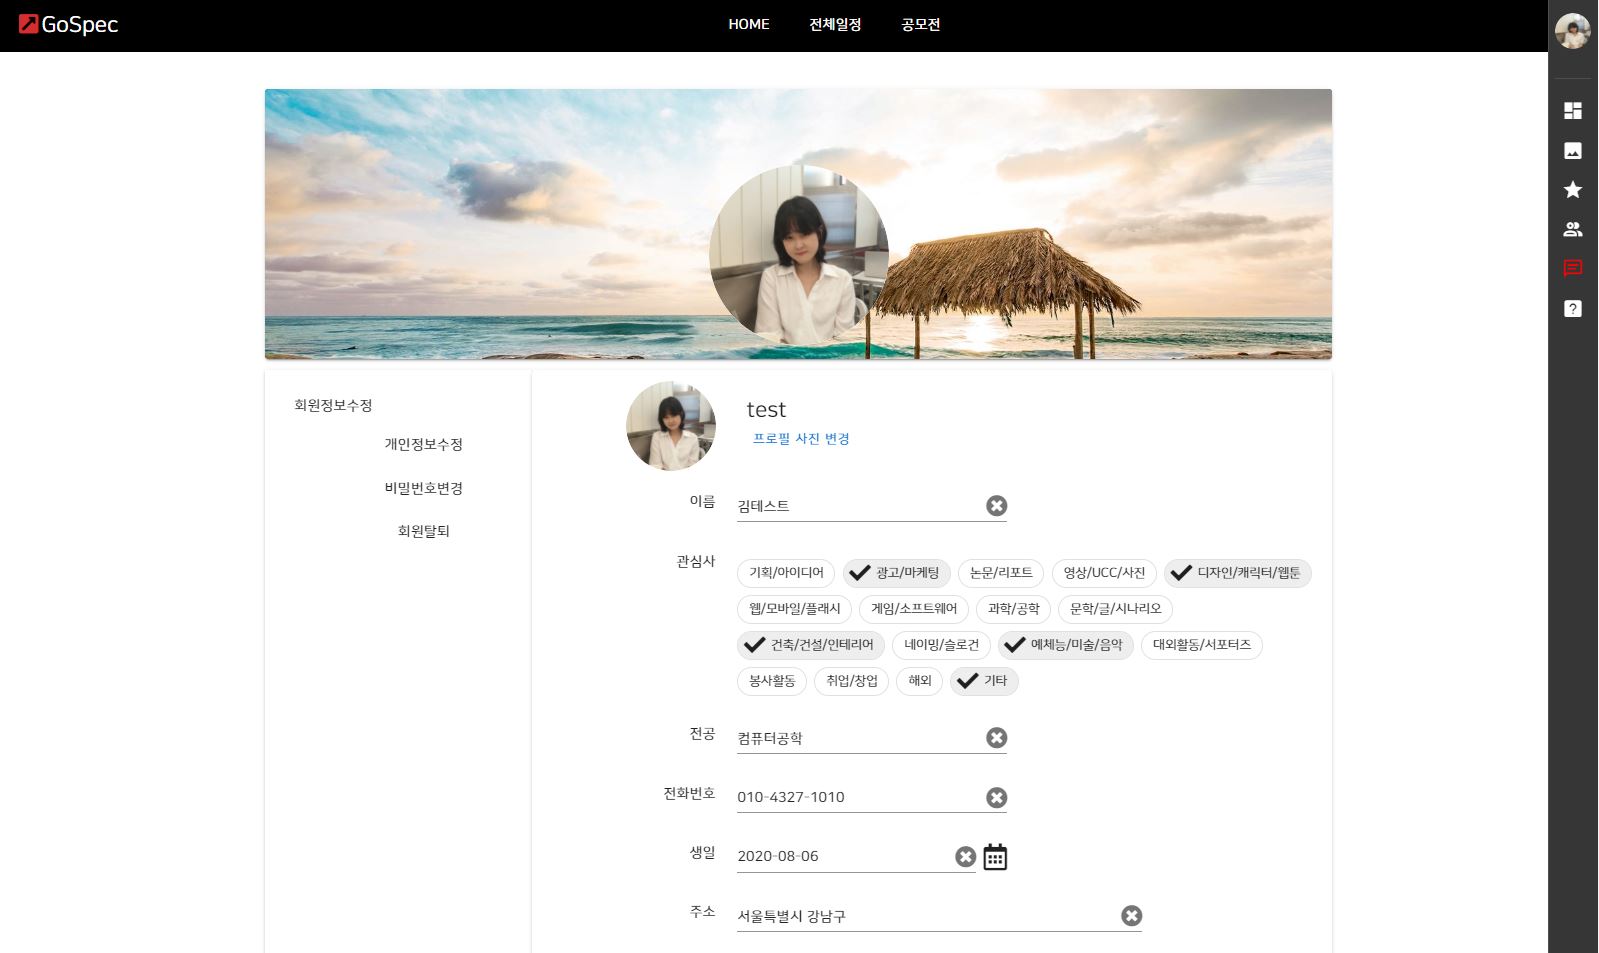 GoSpec
HOME 전체일정 공모전
회원정보수정
개인정보수정
비밀번호변경
회원탈퇴
test
프로필 사진 변경
이름 김테스트
관심사 기획/아이디어 광고/마케팅 논문/리포트 영상/UCC/사진 디자인/캐릭터/웹툰
웹/모바일/플래시 게임/소프트웨어 과학/공학 문학/글/시나리오
건축/건설/인테리어 네이밍/슬로건 예체능/미술/음악 대외활동/서포터즈
봉사활동 취업/창업 해외 기타
전공 컴퓨터공학
전화번호 010-4327-1010
생일 2020-08-06
주소 서울특별시 강남구